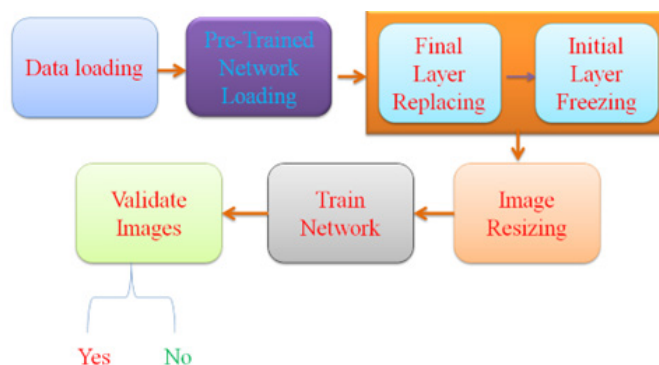 Data loading
Pre-Trained
Network
Loading
Final
Layer
Replacing
Initial
Layer
Freezing
Validate
Images
Train
Network
Image
Resizing
Yes
No